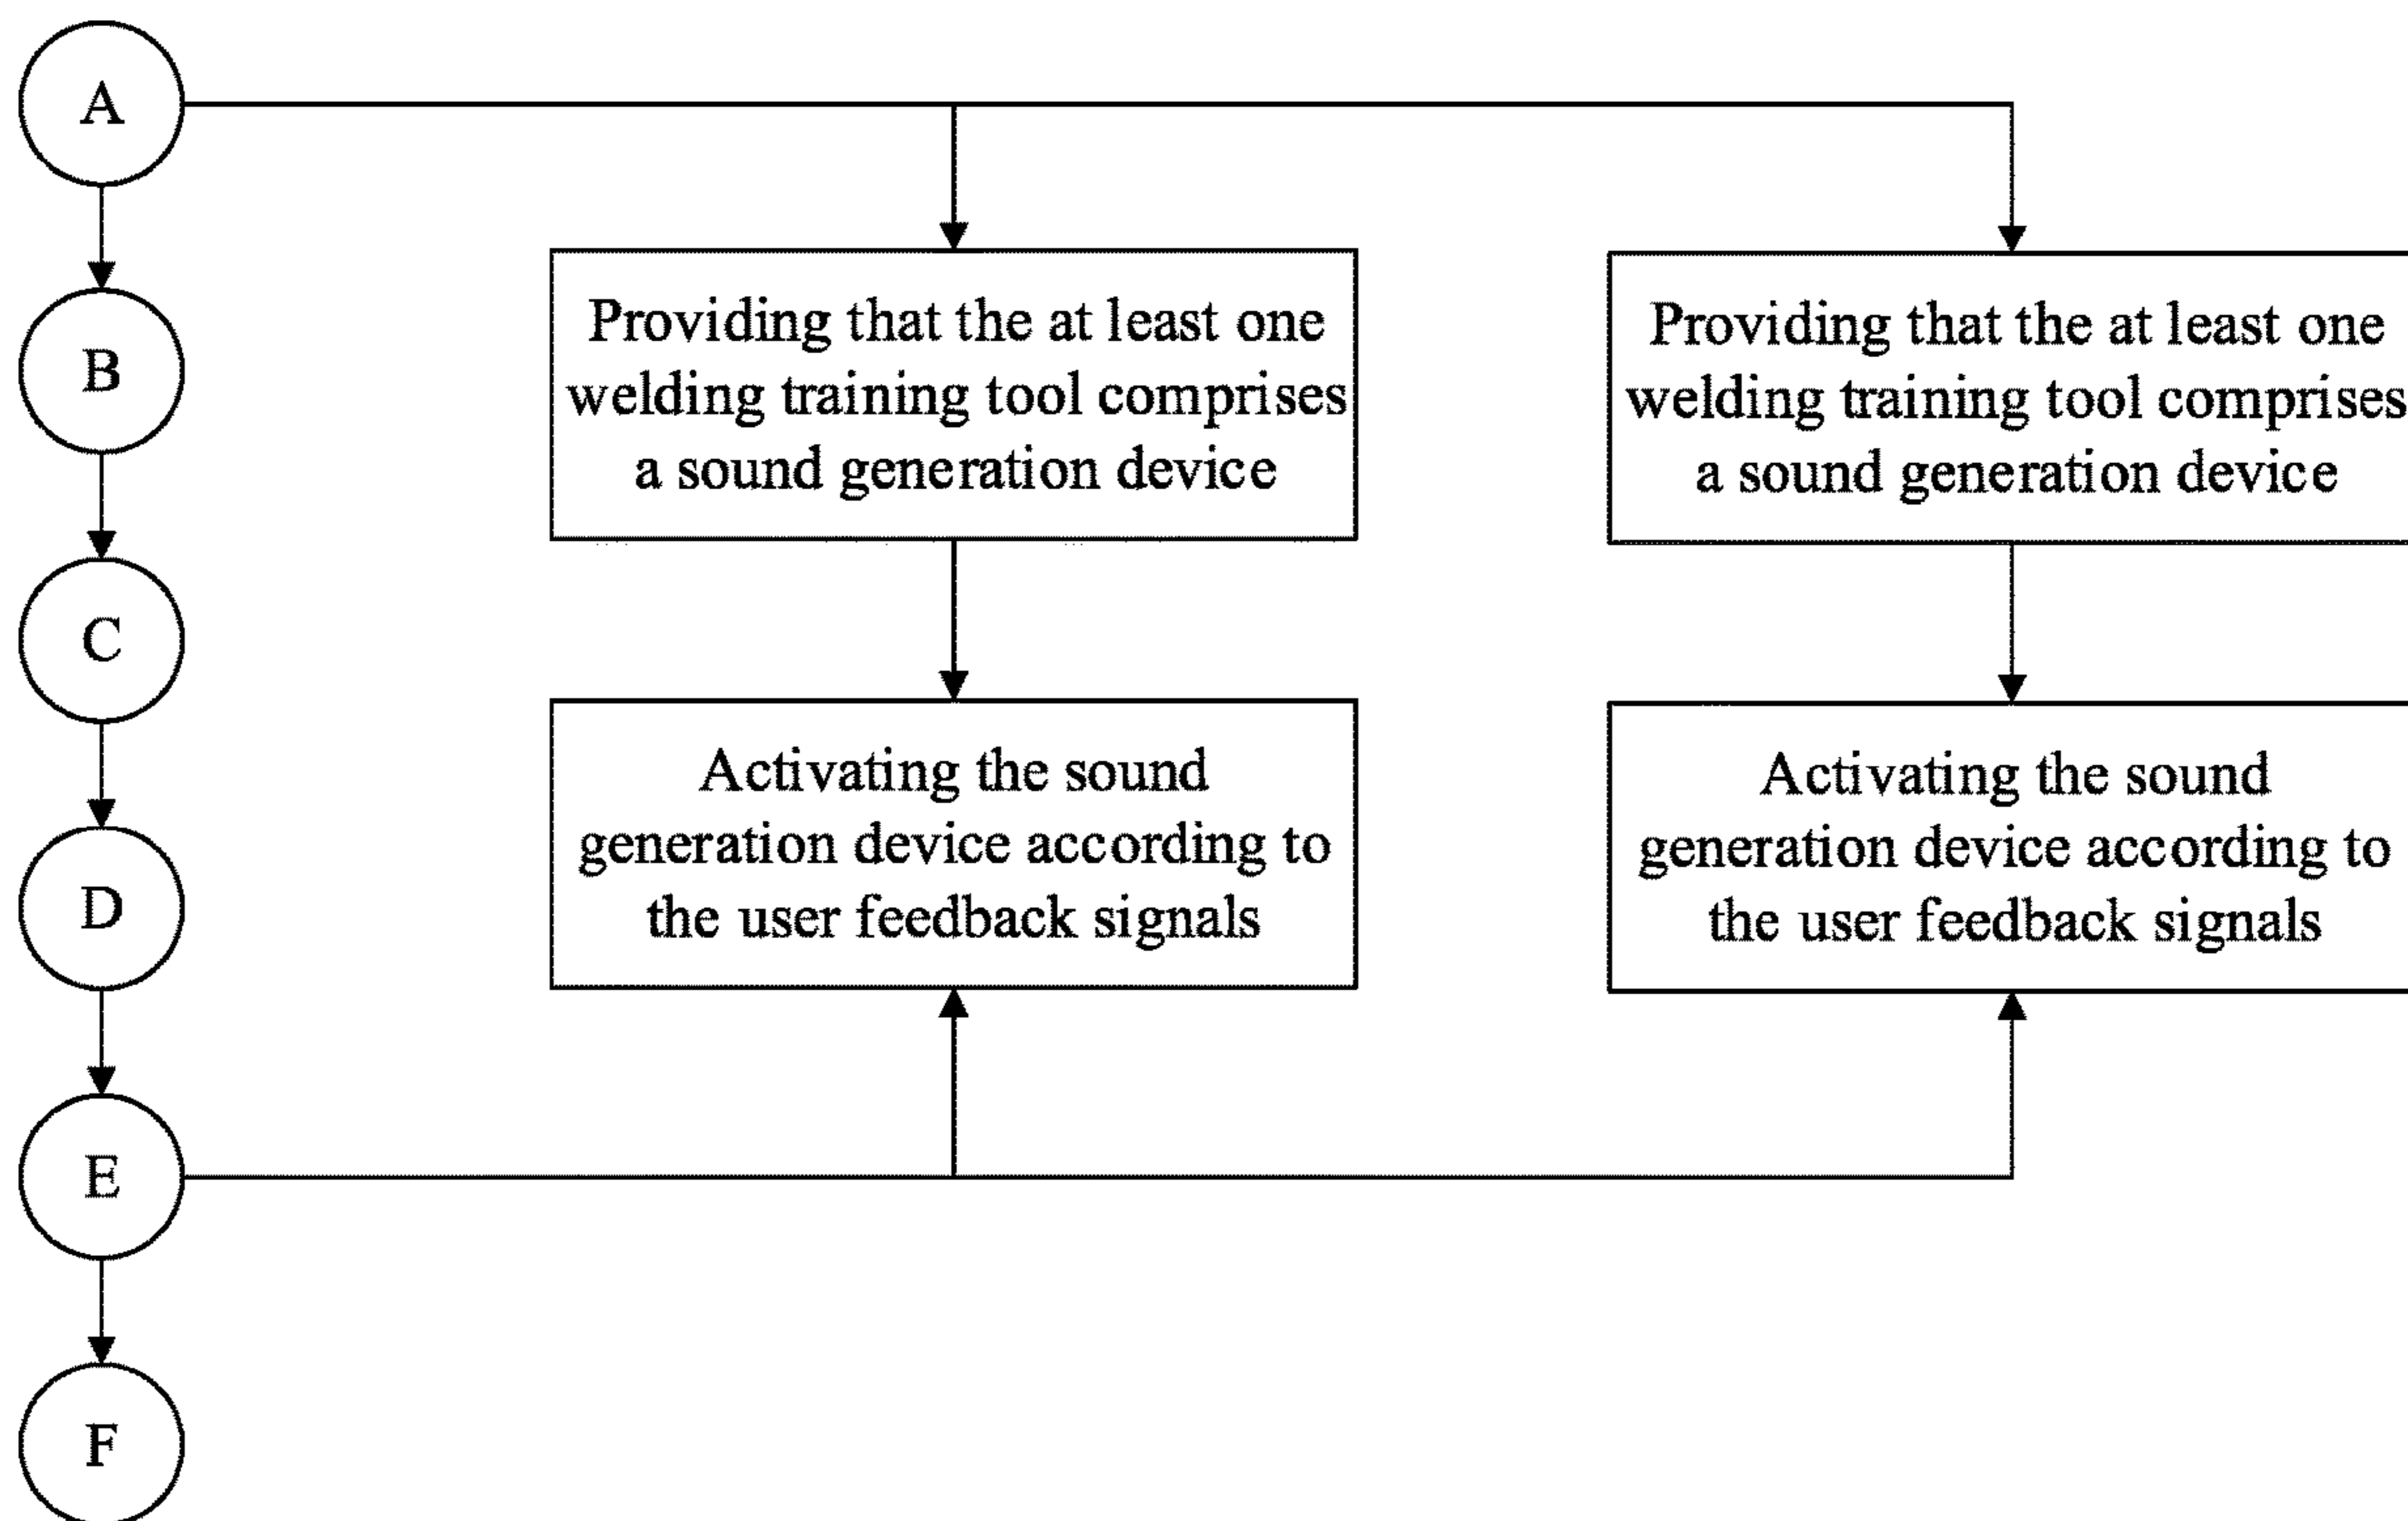 A
B
C
D
E
F
Providing that the at least one
welding training tool comprises
a sound generation device
Activating the sound
generation device according to
the user feedback signals
Providing that the at least one
welding training tool comprises
a sound generation device
Activating the sound
generation device according to
the user feedback signals